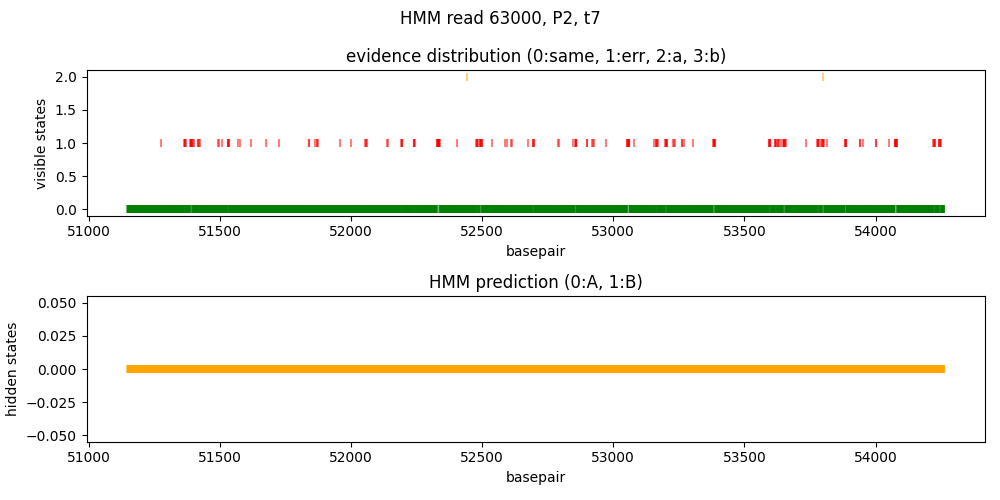 HMM read 63000, P2, t7
evidence distribution (0:same, 1:err, 2:a, 3:b)
visible states
2.0
1.5
1.0
0.5
0.0
51000 51500 52000 52500 53000 53500 54000
basepair
HMM prediction (0:A, 1:B)
hidden states
0.050
0.025
0.000
−0.025
−0.050
51000 51500 52000 52500 53000 53500 54000
basepair